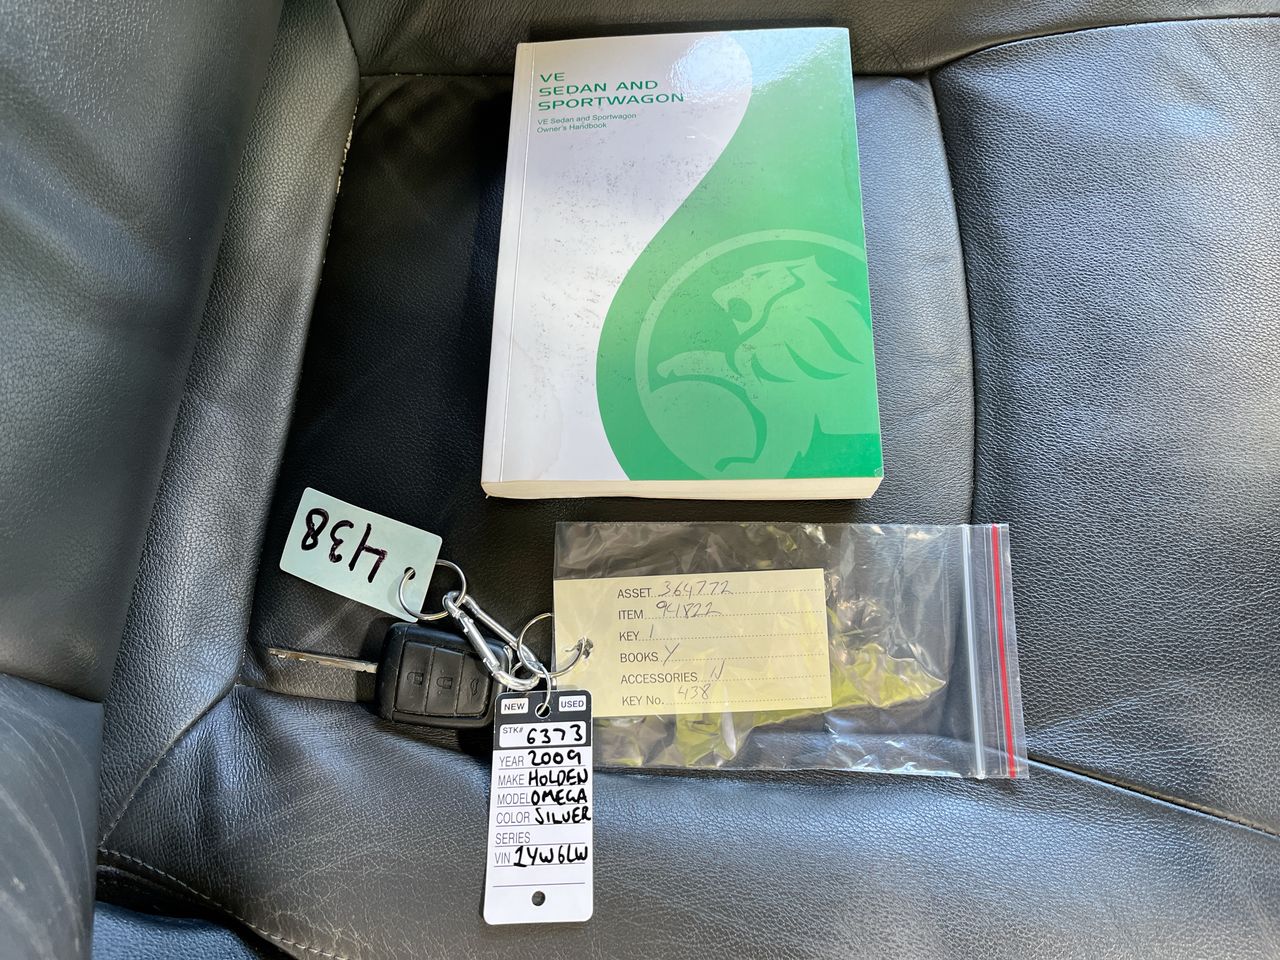 VE
SEDAN AND
SPORTWAGON
VE Sedan and Sportwagon
Owner's Handbook
438
ASSET 364772
ITEM 94822
KEY 1
BOOKS Y
ACCESSORIES N
KEY No. 438
NEW USED
STK# 6373
YEAR 2009
MAKE HOLDEN
MODEL OMEGA
COLOR SILVER
SERIES
VIN 1YW6LW